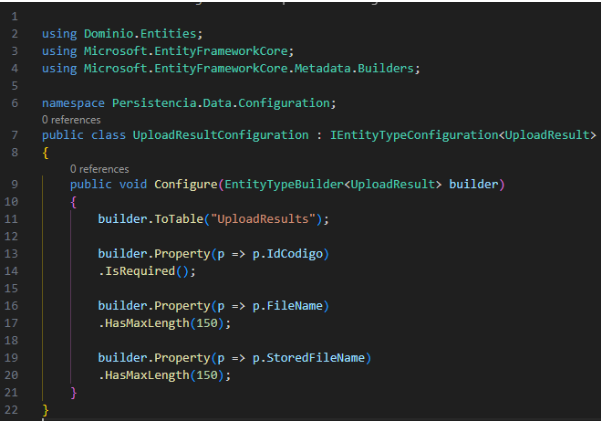 1
2 using Dominio.Entities;
3 using Microsoft.EntityFrameworkCore;
4 using Microsoft.EntityFrameworkCore.Metadata.Builders;
5
6 namespace Persistencia.Data.Configuration;
0 references
7 public class UploadResultConfiguration : IEntityTypeConfiguration<UploadResult>
8 {
0 references
9     public void Configure(EntityTypeBuilder<UploadResult> builder)
10     {
11         builder.ToTable("UploadResults");
12
13         builder.Property(p => p.IdCodigo)
14         .IsRequired();
15
16         builder.Property(p => p.FileName)
17         .HasMaxLength(150);
18
19         builder.Property(p => p.StoredFileName)
20         .HasMaxLength(150);
21     }
22 }